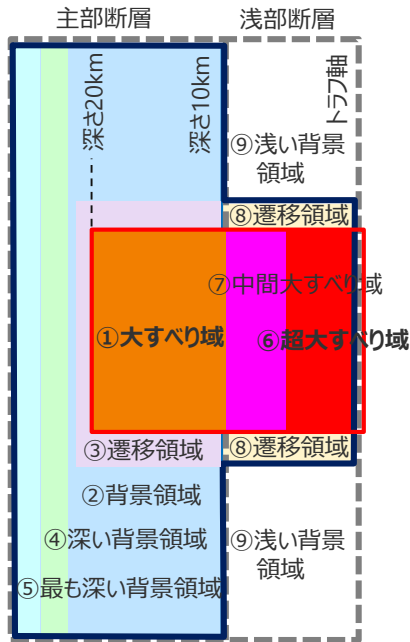 主部断層
浅部断層
深さ20km
深さ10km
トラフ軸
⑨浅い背景
領域
⑧遷移領域
⑦中間大すべり域
①大すべり域
⑥超大すべり域
③遷移領域
⑧遷移領域
②背景領域
④深い背景領域
⑨浅い背景
領域
⑤最も深い背景領域